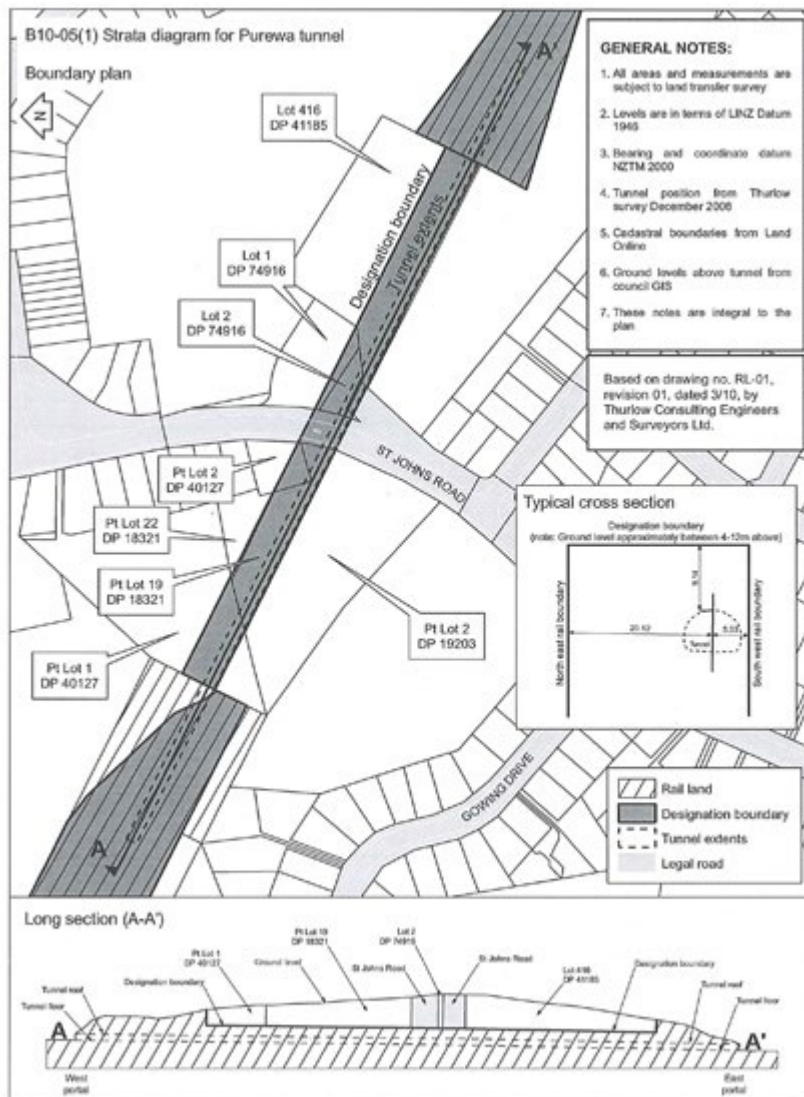 B10-05(1) Strata diagram for Purewa tunnel
Boundary plan
N
A'
Lot 416
DP 41185
Designation boundary
Tunnel extents
Lot 1
DP 74916
Lot 2
DP 74916
ST JOHNS ROAD
Pt Lot 2
DP 40127
Pt Lot 22
DP 18321
Pt Lot 19
DP 18321
Pt Lot 2
DP 19203
Pt Lot 1
DP 40127
GOWING DRIVE
A
GENERAL NOTES:
1. All areas and measurements are
subject to land transfer survey
2. Levels are in terms of LINZ Datum
1946
3. Bearing and coordinate datum
NZTM 2000
4. Tunnel position from Thurlow
survey December 2008
5. Cadastral boundaries from Land
Online
6. Ground levels above tunnel from
council GIS
7. These notes are integral to the
plan
Based on drawing no. RL-01,
revision 01, dated 3/10, by
Thurlow Consulting Engineers
and Surveyors Ltd.
Typical cross section
Designation boundary
(note: Ground level approximately between 4-12m above)
North east rail boundary
20.12
Tunnel
South west rail boundary
Rail land
Designation boundary
Tunnel extents
Legal road
Long section (A-A')
Tunnel floor
Tunnel roof
Designation boundary
Pt Lot 1
DP 40127
Ground level
Pt Lot 19
DP 18321
St Johns Road
Lot 2
DP 74916
St Johns Road
Lot 416
DP 41185
Designation boundary
Tunnel roof
Tunnel floor
A
A'
West
portal
East
portal